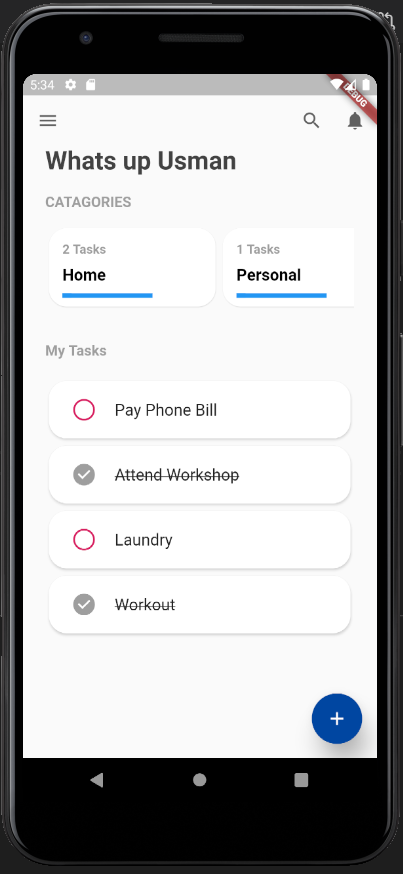 5:34
DEBUG
Whats up Usman
CATAGORIES
2 Tasks
1 Tasks
Home
Personal
My Tasks
Pay Phone Bill
Attend Workshop
Laundry
Workout